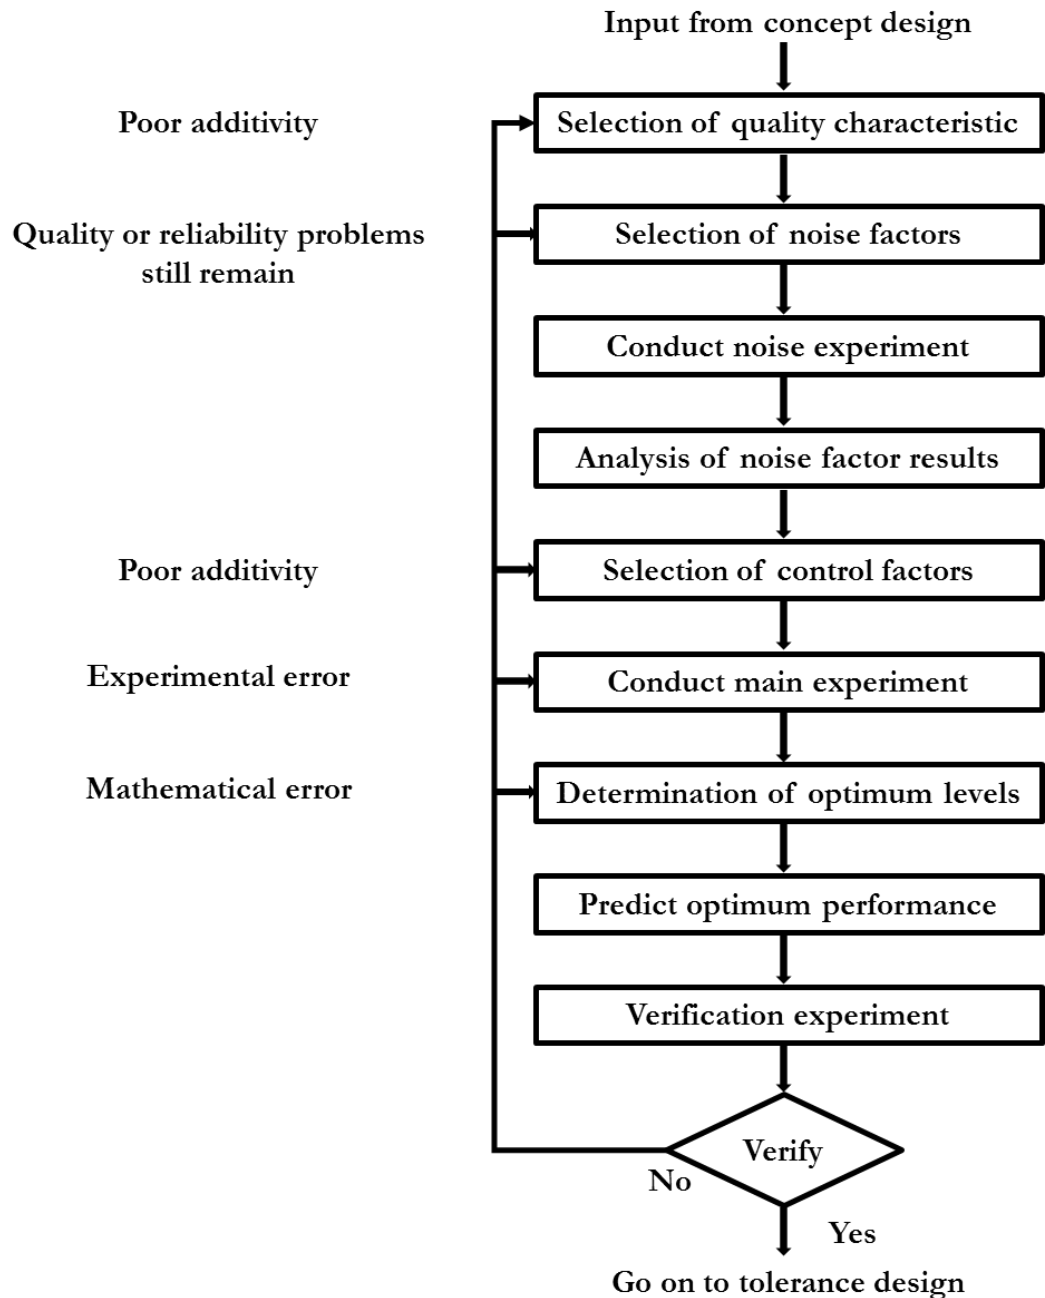 Input from concept design
Poor additivity
Selection of quality characteristic
Quality or reliability problems
still remain
Selection of noise factors
Conduct noise experiment
Analysis of noise factor results
Poor additivity
Selection of control factors
Experimental error
Conduct main experiment
Mathematical error
Determination of optimum levels
Predict optimum performance
Verification experiment
Verify
No
Yes
Go on to tolerance design